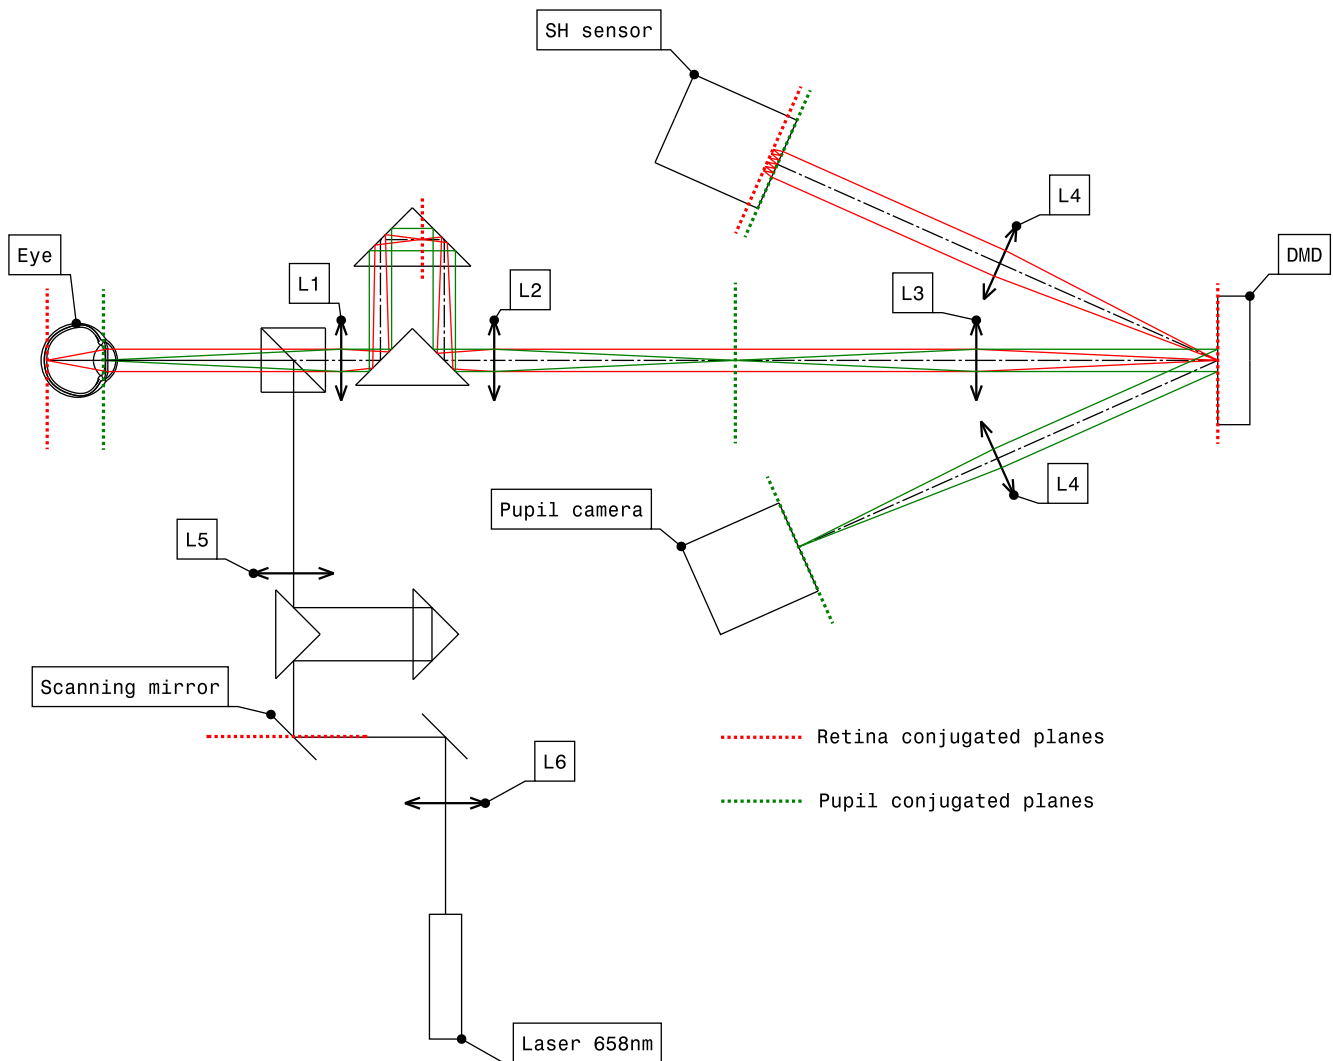 SH sensor
L4
Eye
L1
L2
L3
DMD
L4
Pupil camera
L5
Scanning mirror
L6
Retina conjugated planes
Pupil conjugated planes
Laser 658nm